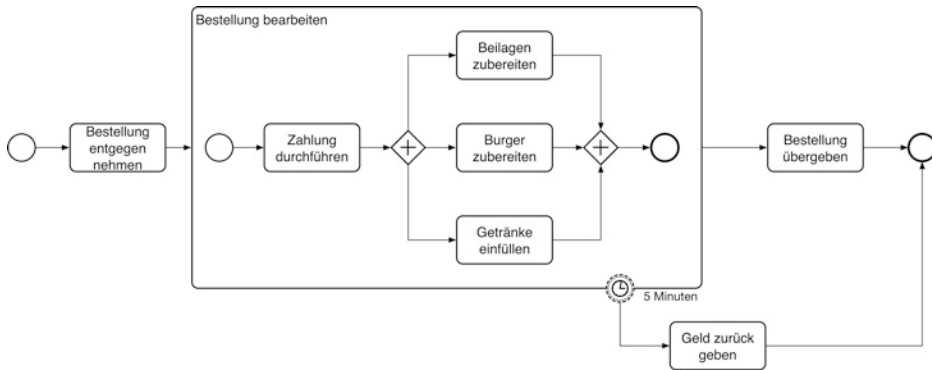 Bestellung bearbeiten
Bestellung
entgegen
nehmen
Zahlung
durchführen
Beilagen
zubereiten
Burger
zubereiten
Getränke
einfüllen
Bestellung
übergeben
5 Minuten
Geld zurück
geben